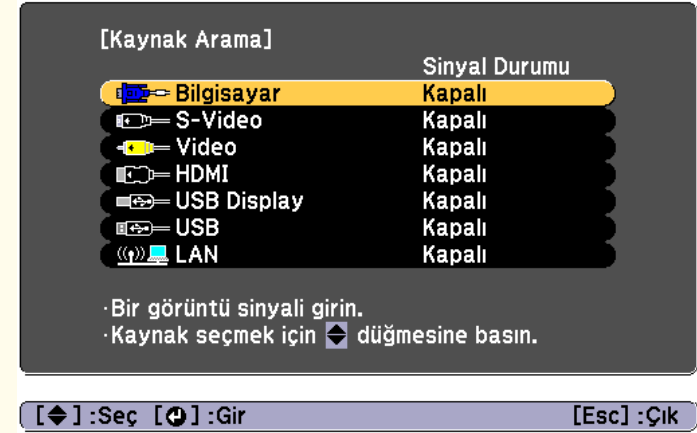 [Kaynak Arama]
Sinyal Durumu
Bilgisayar Kapalı
S-Video Kapalı
Video Kapalı
HDMI Kapalı
USB Display Kapalı
USB Kapalı
LAN Kapalı
·Bir görüntü sinyali girin.
·Kaynak seçmek için düğmesine basın.
[◆]:Seç [↵]:Gir [Esc]:Çık